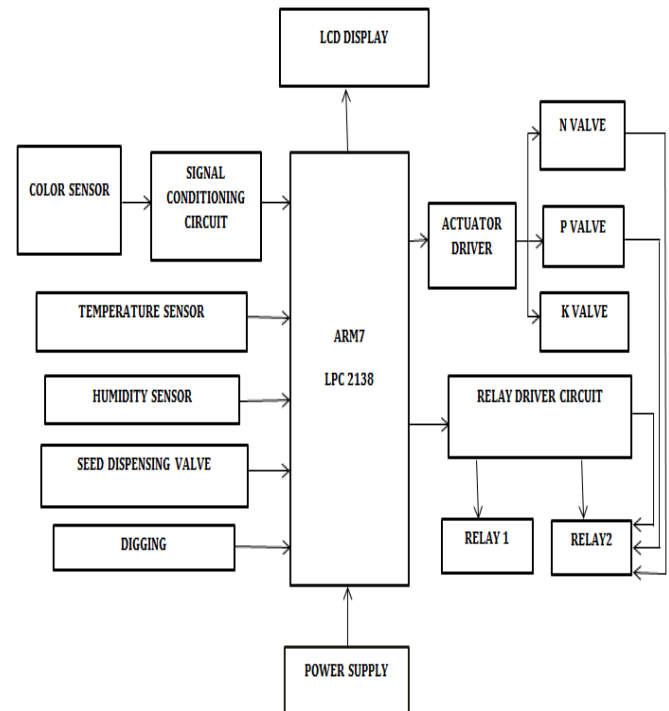 LCD DISPLAY
N VALVE
COLOR SENSOR
SIGNAL
CONDITIONING
CIRCUIT
ACTUATOR
DRIVER
P VALVE
K VALVE
TEMPERATURE SENSOR
ARM7
LPC 2138
HUMIDITY SENSOR
RELAY DRIVER CIRCUIT
SEED DISPENSING VALVE
DIGGING
RELAY 1
RELAY2
POWER SUPPLY